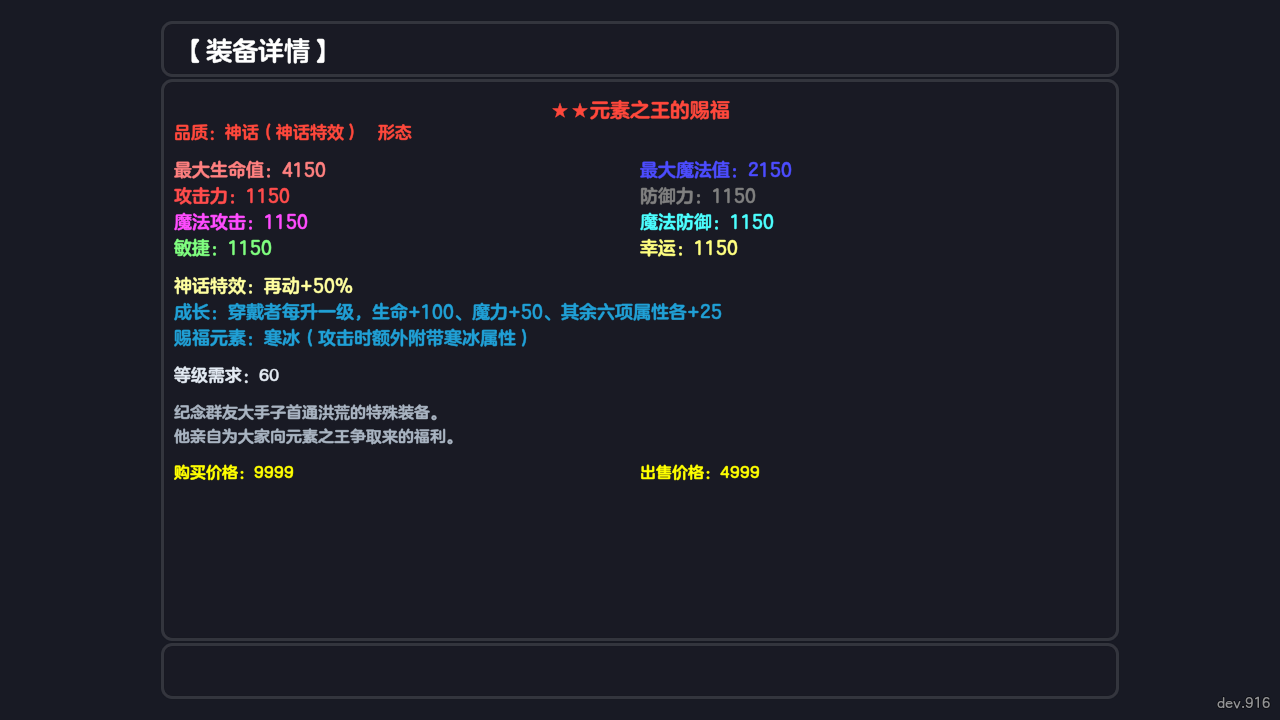 【装备详情】
★★元素之王的赐福
品质：神话（神话特效） 形态
最大生命值：4150 最大魔法值：2150
攻击力：1150 防御力：1150
魔法攻击：1150 魔法防御：1150
敏捷：1150 幸运：1150
神话特效：再动+50%
成长：穿戴者每升一级，生命+100、魔力+50、其余六项属性各+25
赐福元素：寒冰（攻击时额外附带寒冰属性）
等级需求：60
纪念群友大手子首通洪荒的特殊装备。
他亲自为大家向元素之王争取来的福利。
购买价格：9999 出售价格：4999
dev.916